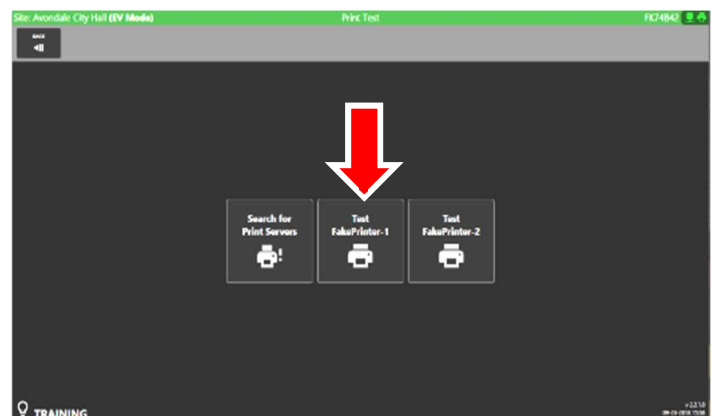 Site: Avondale City Hall (EV Mode)
Print Test
FK74842
BACK
Search for
Print Servers
Test
FakePrinter-1
Test
FakePrinter-2
TRAINING